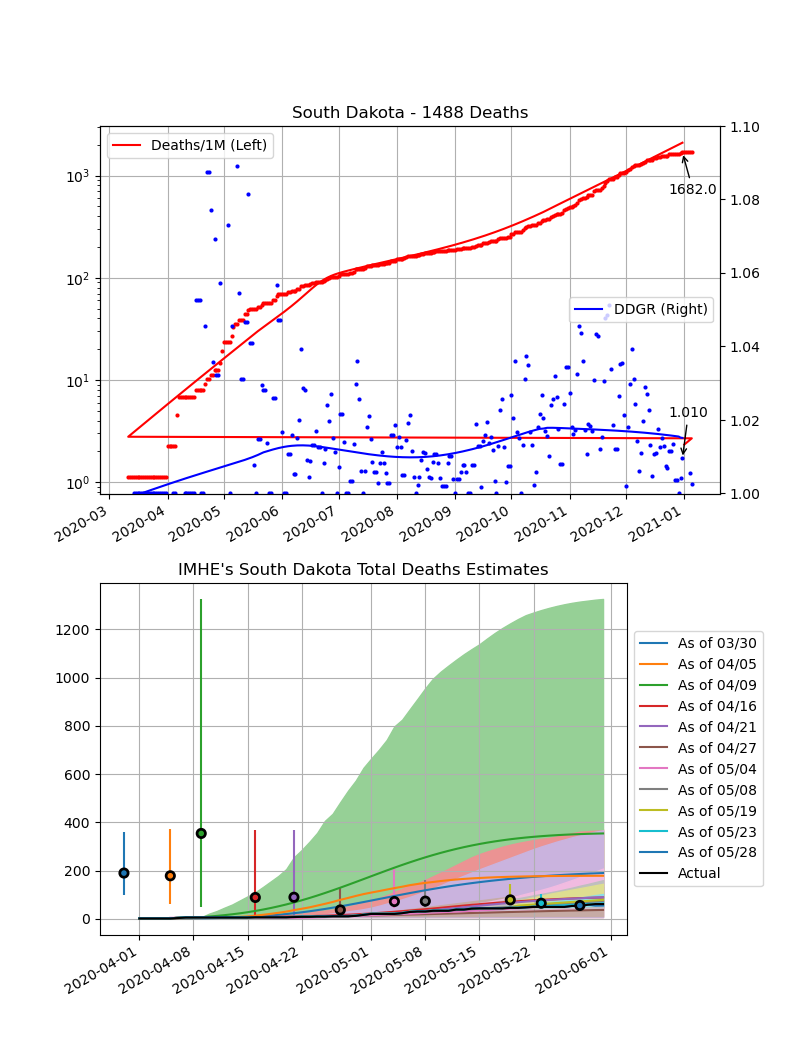 South Dakota - 1488 Deaths
Deaths/1M (Left)
DDGR (Right)
1682.0
1.010
10³
10²
10¹
10⁰
1.10
1.08
1.06
1.04
1.02
1.00
2020-03
2020-04
2020-05
2020-06
2020-07
2020-08
2020-09
2020-10
2020-11
2020-12
2021-01
IMHE's South Dakota Total Deaths Estimates
1200
1000
800
600
400
200
0
2020-04-01
2020-04-08
2020-04-15
2020-04-22
2020-05-01
2020-05-08
2020-05-15
2020-05-22
2020-06-01
As of 03/30
As of 04/05
As of 04/09
As of 04/16
As of 04/21
As of 04/27
As of 05/04
As of 05/08
As of 05/19
As of 05/23
As of 05/28
Actual